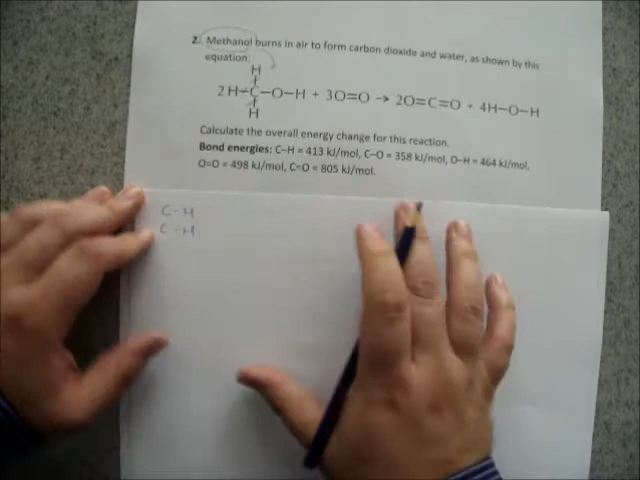 2. Methanol burns in air to form carbon dioxide and water, as shown by this
equation:
H
2 H–C–O–H + 3O=O → 2O=C=O + 4H–O–H
H
Calculate the overall energy change for this reaction.
Bond energies: C–H = 413 kJ/mol, C–O = 358 kJ/mol, O–H = 464 kJ/mol,
O=O = 498 kJ/mol, C=O = 805 kJ/mol.
C-H
C-H